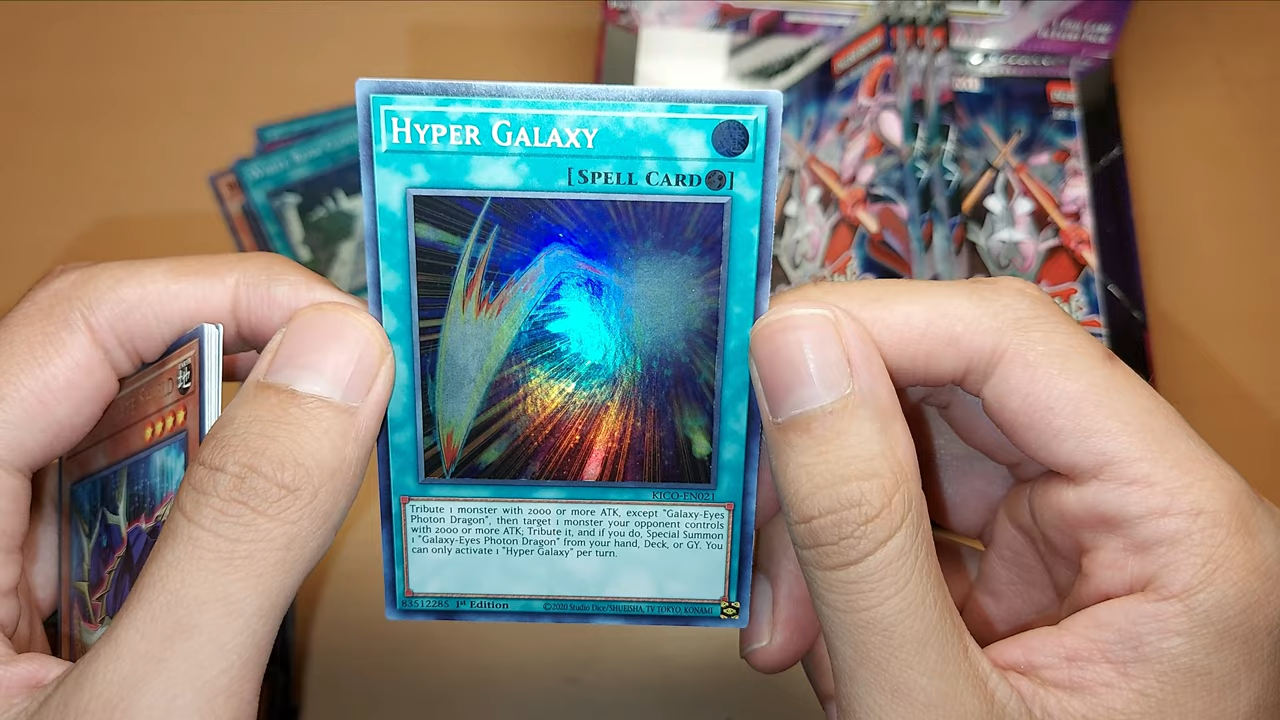 HYPER GALAXY
[SPELL CARD]
KICO-EN021
Tribute 1 monster with 2000 or more ATK, except "Galaxy-Eyes
Photon Dragon", then target 1 monster your opponent controls
with 2000 or more ATK; Tribute it, and if you do, Special Summon
1 "Galaxy-Eyes Photon Dragon" from your hand, Deck, or GY. You
can only activate 1 "Hyper Galaxy" per turn.
83512285 1st Edition
©2020 Studio Dice/SHUEISHA, TV TOKYO, KONAMI
地